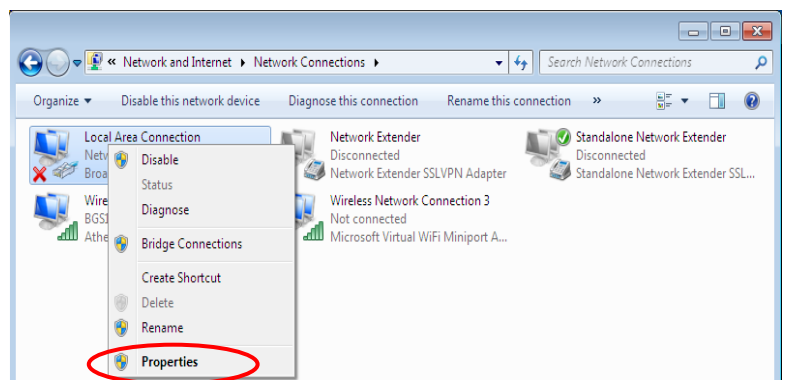 « Network and Internet ▸ Network Connections ▸
Search Network Connections
Organize ▾ Disable this network device Diagnose this connection Rename this connection »
Local Area Connection
Netw
Broa
Network Extender
Disconnected
Network Extender SSLVPN Adapter
Standalone Network Extender
Disconnected
Standalone Network Extender SSL...
Wire
BGS1
Athe
Wireless Network Connection 3
Not connected
Microsoft Virtual WiFi Miniport A...
Disable
Status
Diagnose
Bridge Connections
Create Shortcut
Delete
Rename
Properties